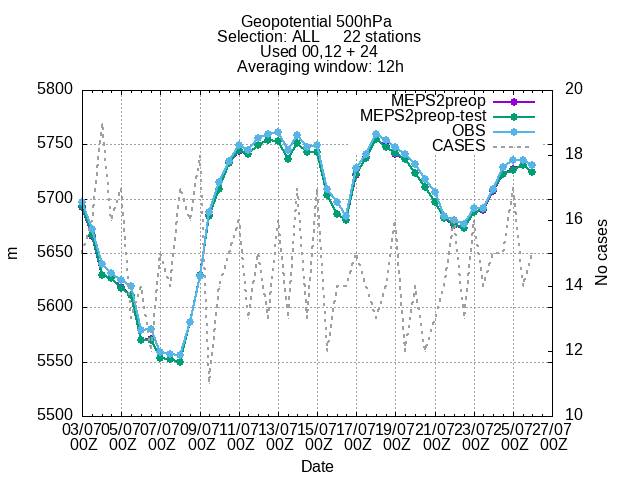 Geopotential 500hPa
Selection: ALL 22 stations
Used 00,12 + 24
Averaging window: 12h
5800
5750
5700
5650
5600
5550
5500
m
20
18
16
14
12
10
No cases
MEPS2preop
MEPS2preop-test
OBS
CASES
03/07 05/07 07/07 09/07 11/07 13/07 15/07 17/07 19/07 21/07 23/07 25/07 27/07
00Z 00Z 00Z 00Z 00Z 00Z 00Z 00Z 00Z 00Z 00Z 00Z 00Z
Date